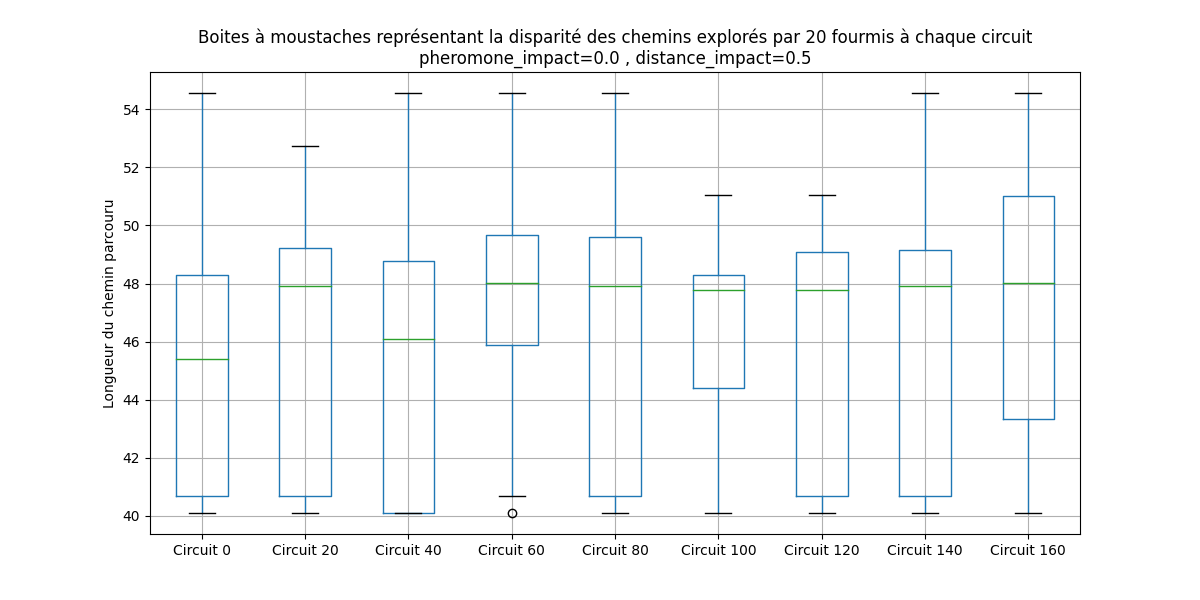 Boites à moustaches représentant la disparité des chemins explorés par 20 fourmis à chaque circuit
pheromone_impact=0.0 , distance_impact=0.5
Longueur du chemin parcouru
54
52
50
48
46
44
42
40
Circuit 0 Circuit 20 Circuit 40 Circuit 60 Circuit 80 Circuit 100 Circuit 120 Circuit 140 Circuit 160